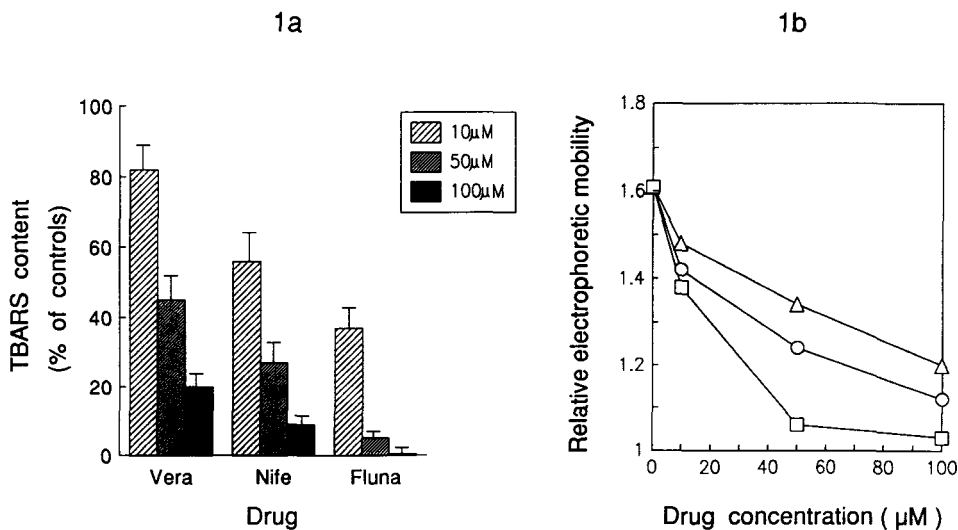 1a
TBARS content
(% of controls)
100
80
60
40
20
0
10μM
50μM
100μM
Vera Nife Fluna
Drug
1b
Relative electrophoretic mobility
1.8
1.6
1.4
1.2
1
0 20 40 60 80 100
Drug concentration ( μM )